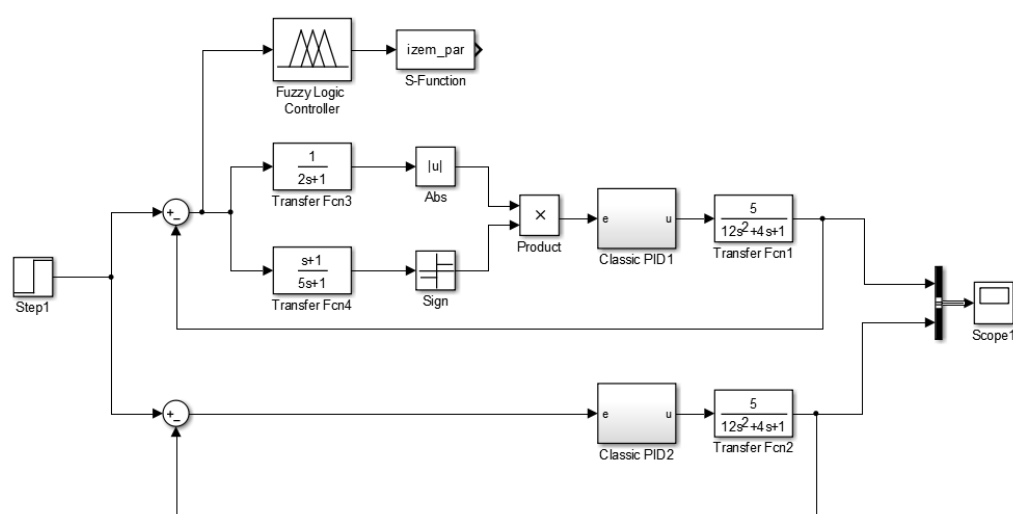 izem_par
S-Function
Fuzzy Logic
Controller
1
2s+1
Transfer Fcn3
|u|
Abs
×
Product
e u
Classic PID1
5
12s²+4s+1
Transfer Fcn1
+
−
s+1
5s+1
Transfer Fcn4
Sign
Step1
Scope1
+
−
e u
Classic PID2
5
12s²+4s+1
Transfer Fcn2